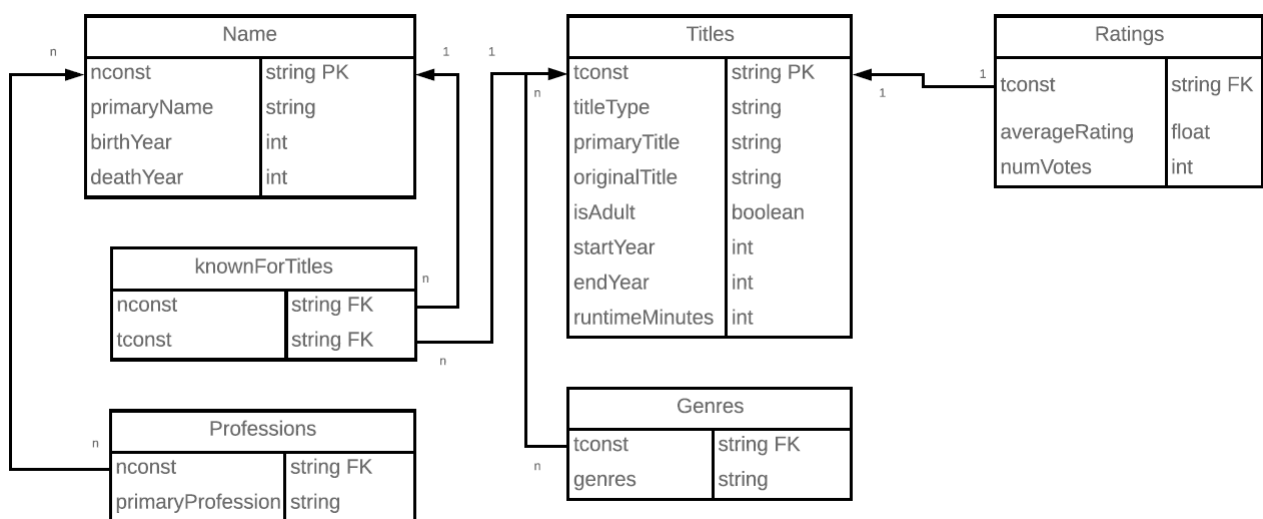 Name
nconst string PK
primaryName string
birthYear int
deathYear int
n
1
knownForTitles
nconst string FK
tconst string FK
n
n
Professions
nconst string FK
primaryProfession string
n
Titles
tconst string PK
titleType string
primaryTitle string
originalTitle string
isAdult boolean
startYear int
endYear int
runtimeMinutes int
1
n
1
Genres
tconst string FK
genres string
n
Ratings
tconst string FK
averageRating float
numVotes int
1